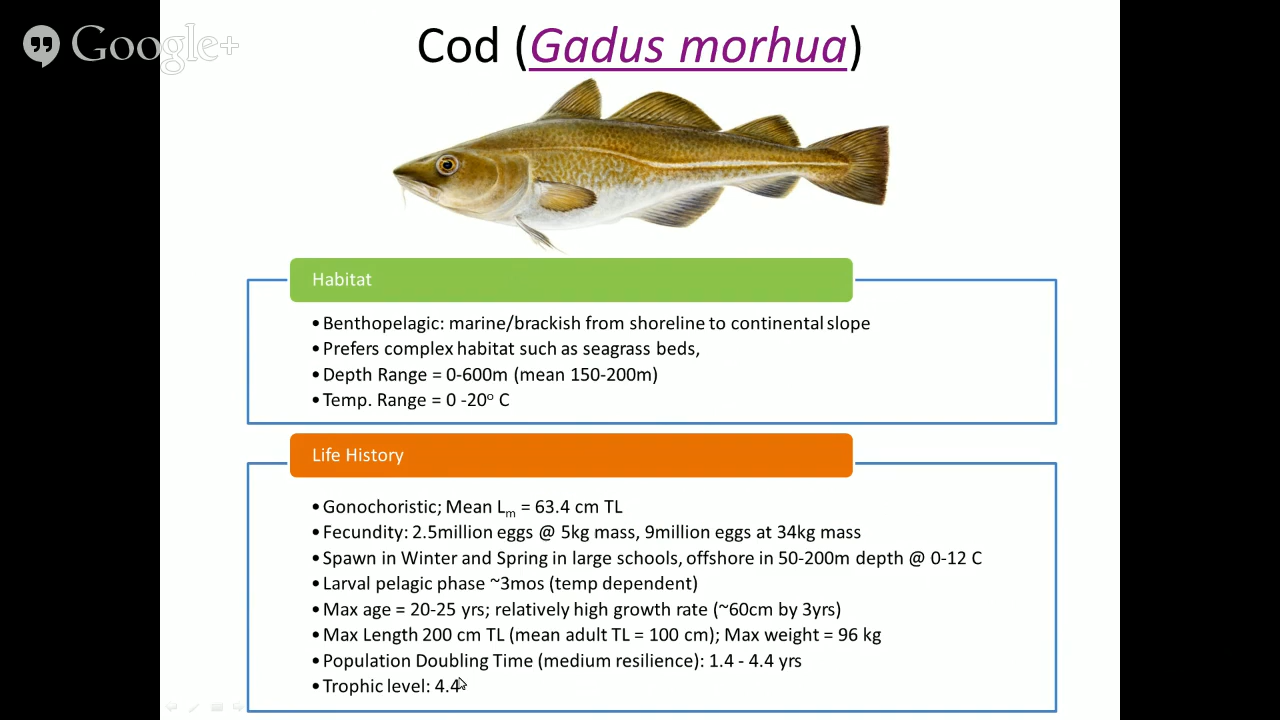 Google+
Cod (Gadus morhua)
Habitat
•Benthopelagic: marine/brackish from shoreline to continental slope
•Prefers complex habitat such as seagrass beds,
•Depth Range = 0-600m (mean 150-200m)
•Temp. Range = 0 -20° C
Life History
•Gonochoristic; Mean Lm = 63.4 cm TL
•Fecundity: 2.5million eggs @ 5kg mass, 9million eggs at 34kg mass
•Spawn in Winter and Spring in large schools, offshore in 50-200m depth @ 0-12 C
•Larval pelagic phase ~3mos (temp dependent)
•Max age = 20-25 yrs; relatively high growth rate (~60cm by 3yrs)
•Max Length 200 cm TL (mean adult TL = 100 cm); Max weight = 96 kg
•Population Doubling Time (medium resilience): 1.4 - 4.4 yrs
•Trophic level: 4.4